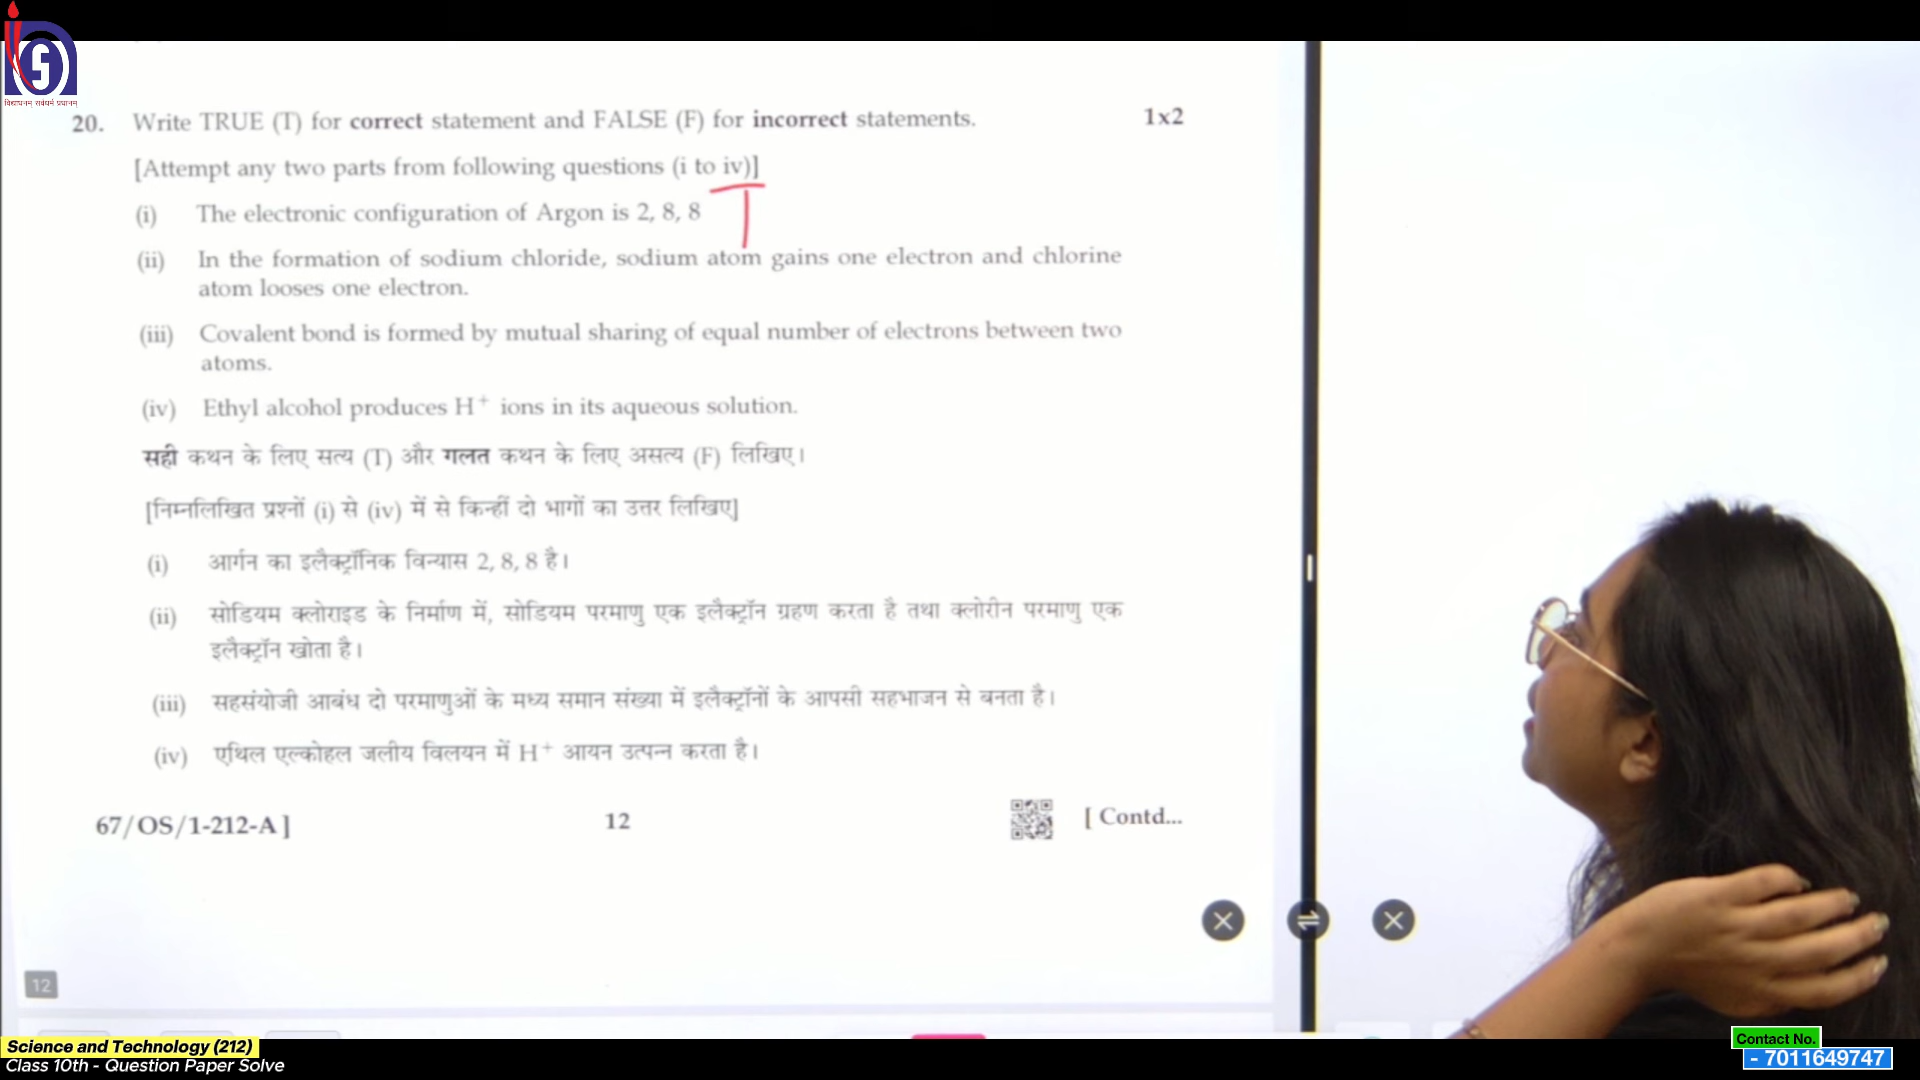 विद्याधनम् सर्वधनं प्रधानम्
20. Write TRUE (T) for correct statement and FALSE (F) for incorrect statements. 1x2
[Attempt any two parts from following questions (i to iv)]
(i) The electronic configuration of Argon is 2, 8, 8 T
(ii) In the formation of sodium chloride, sodium atom gains one electron and chlorine
atom looses one electron.
(iii) Covalent bond is formed by mutual sharing of equal number of electrons between two
atoms.
(iv) Ethyl alcohol produces H⁺ ions in its aqueous solution.
सही कथन के लिए सत्य (T) और गलत कथन के लिए असत्य (F) लिखिए।
[निम्नलिखित प्रश्नों (i) से (iv) में से किन्हीं दो भागों का उत्तर लिखिए]
(i) आर्गन का इलैक्ट्रॉनिक विन्यास 2, 8, 8 है।
(ii) सोडियम क्लोराइड के निर्माण में, सोडियम परमाणु एक इलैक्ट्रॉन ग्रहण करता है तथा क्लोरीन परमाणु एक
इलैक्ट्रॉन खोता है।
(iii) सहसंयोजी आबंध दो परमाणुओं के मध्य समान संख्या में इलैक्ट्रॉनों के आपसी सहभाजन से बनता है।
(iv) एथिल एल्कोहल जलीय विलयन में H⁺ आयन उत्पन्न करता है।
67/OS/1-212-A ] 12 [ Contd...
12
Science and Technology (212)
Class 10th - Question Paper Solve
Contact No.
- 7011649747